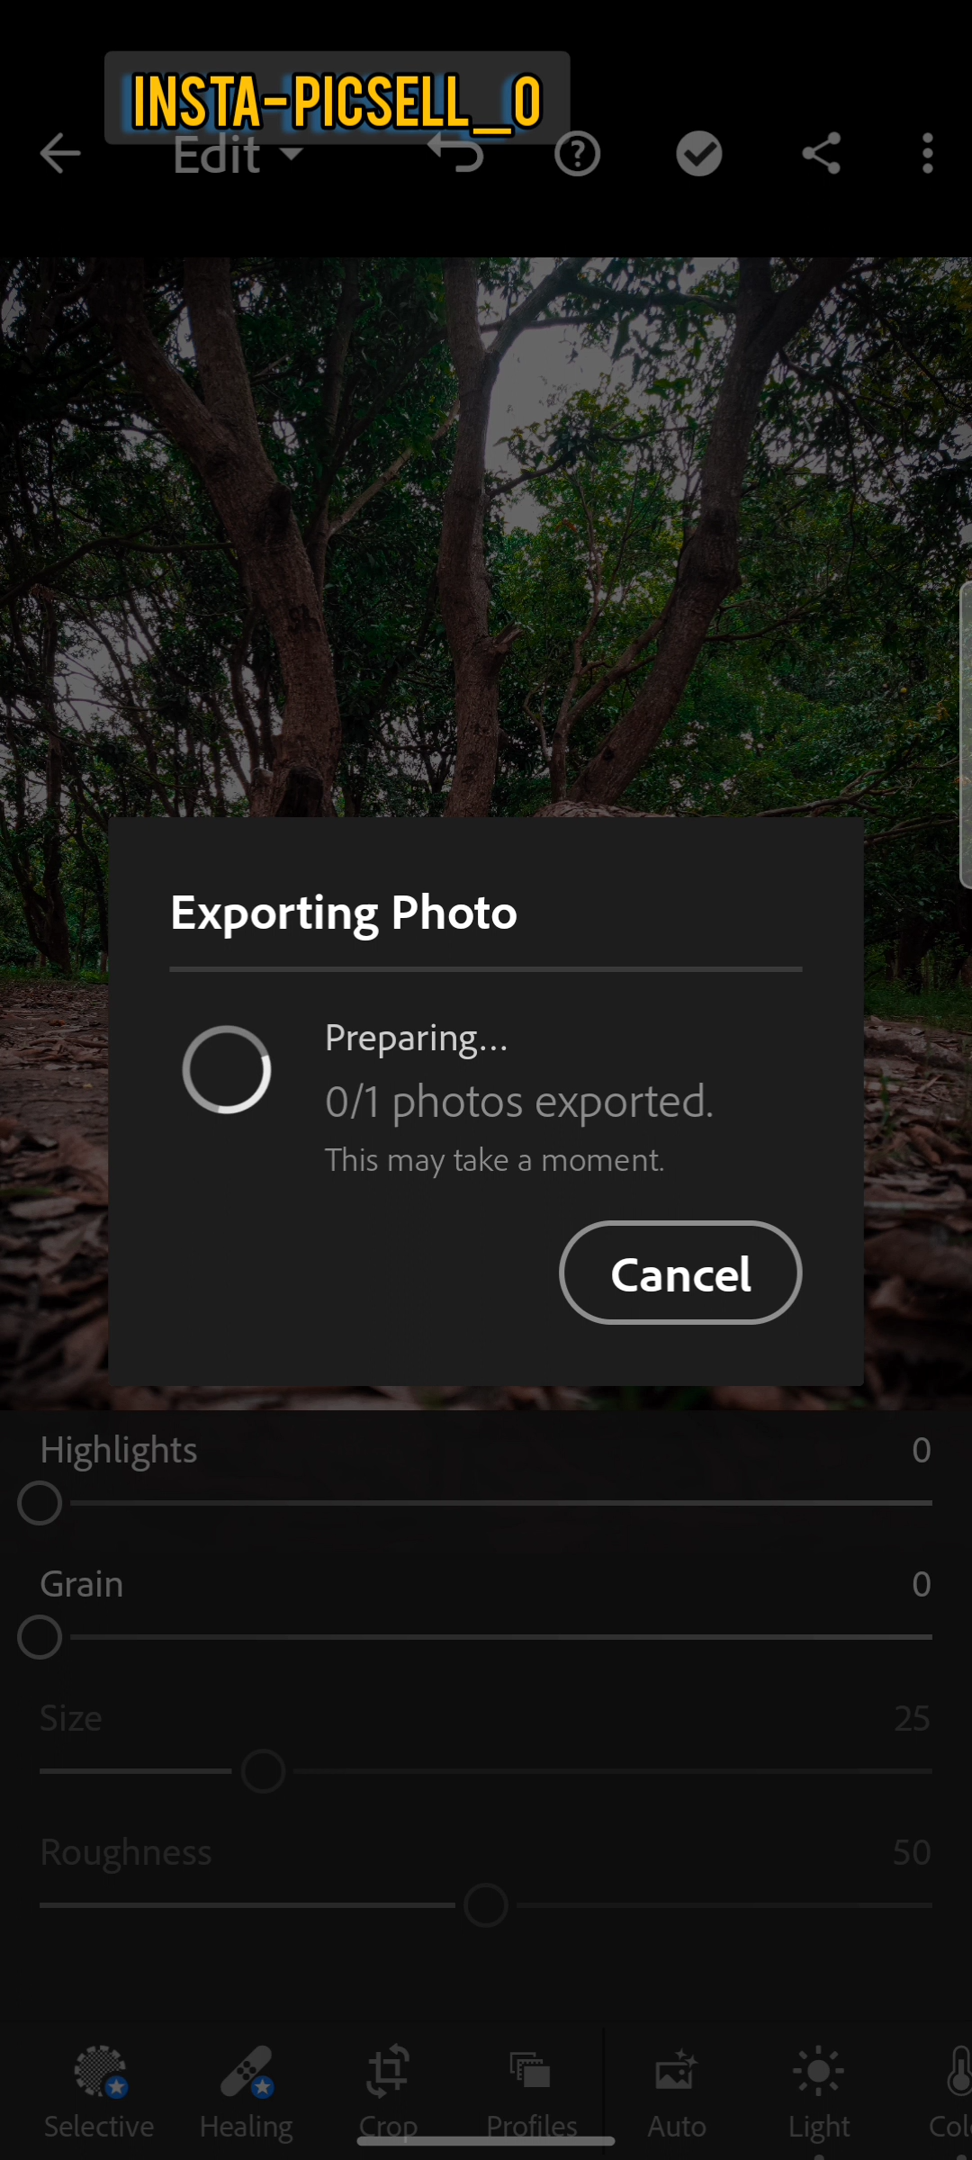 INSTA-PICSELL_O
Edit
Exporting Photo
Preparing...
0/1 photos exported.
This may take a moment.
Cancel
Highlights 0
Grain 0
Size 25
Roughness 50
Selective Healing Crop Profiles Auto Light